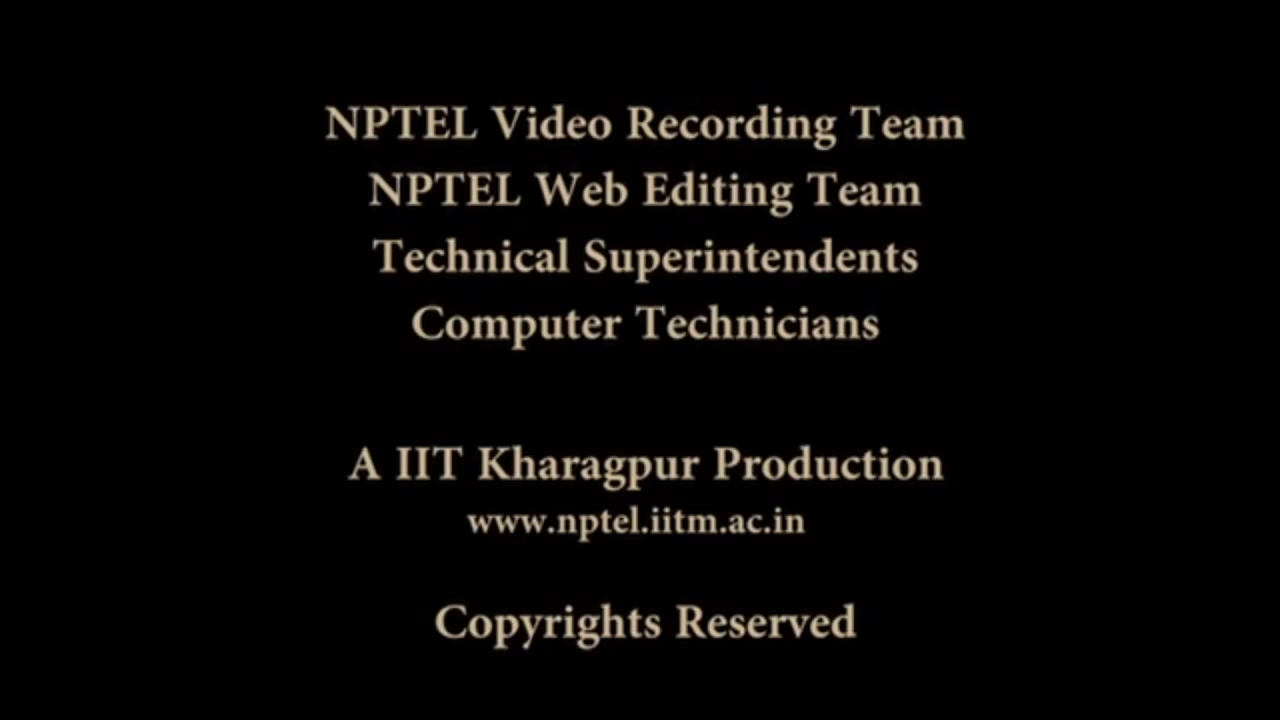 NPTEL Video Recording Team
NPTEL Web Editing Team
Technical Superintendents
Computer Technicians
A IIT Kharagpur Production
www.nptel.iitm.ac.in
Copyrights Reserved